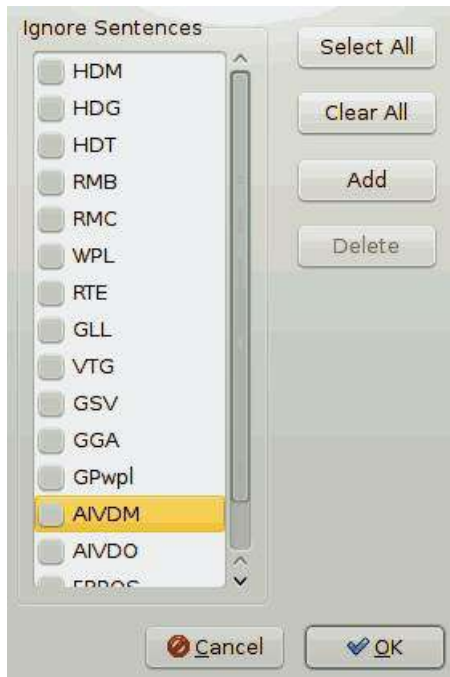 Ignore Sentences
HDM
HDG
HDT
RMB
RMC
WPL
RTE
GLL
VTG
GSV
GGA
GPwpl
AIVDM
AIVDO
Select All
Clear All
Add
Delete
Cancel
OK